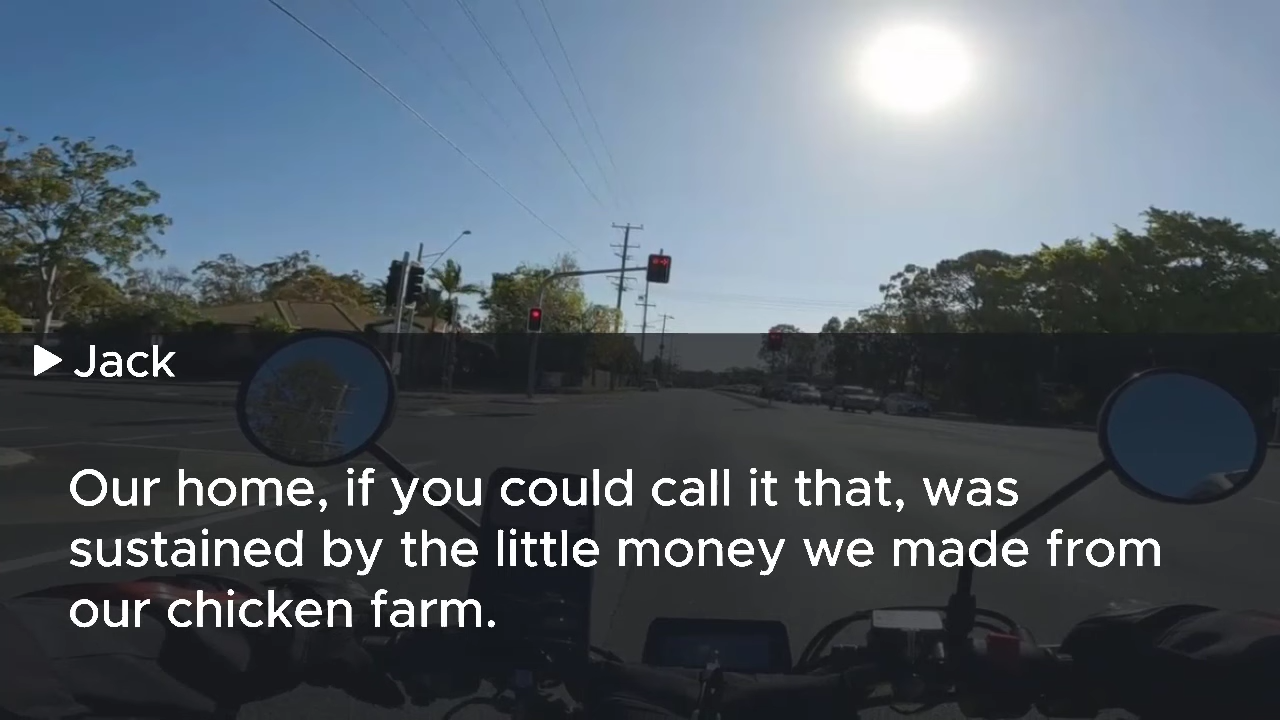 Jack
Our home, if you could call it that, was
sustained by the little money we made from
our chicken farm.